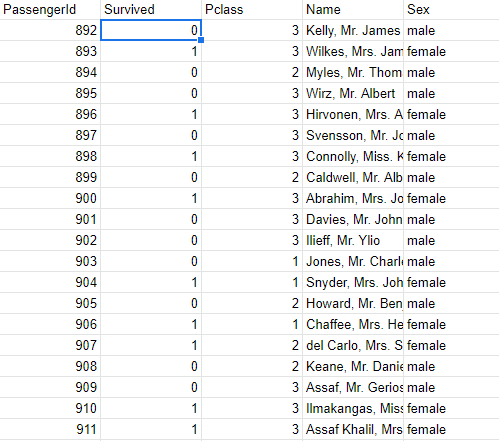 PassengerId Survived Pclass Name Sex
892 0 3 Kelly, Mr. James male
893 1 3 Wilkes, Mrs. Jam female
894 0 2 Myles, Mr. Thom male
895 0 3 Wirz, Mr. Albert male
896 1 3 Hirvonen, Mrs. A female
897 0 3 Svensson, Mr. Jo male
898 1 3 Connolly, Miss. K female
899 0 2 Caldwell, Mr. Alb male
900 1 3 Abrahim, Mrs. Jo female
901 0 3 Davies, Mr. John male
902 0 3 Ilieff, Mr. Ylio male
903 0 1 Jones, Mr. Charl male
904 1 1 Snyder, Mrs. Joh female
905 0 2 Howard, Mr. Ben male
906 1 1 Chaffee, Mrs. He female
907 1 2 del Carlo, Mrs. S female
908 0 2 Keane, Mr. Danie male
909 0 3 Assaf, Mr. Gerios male
910 1 3 Ilmakangas, Miss female
911 1 3 Assaf Khalil, Mrs female